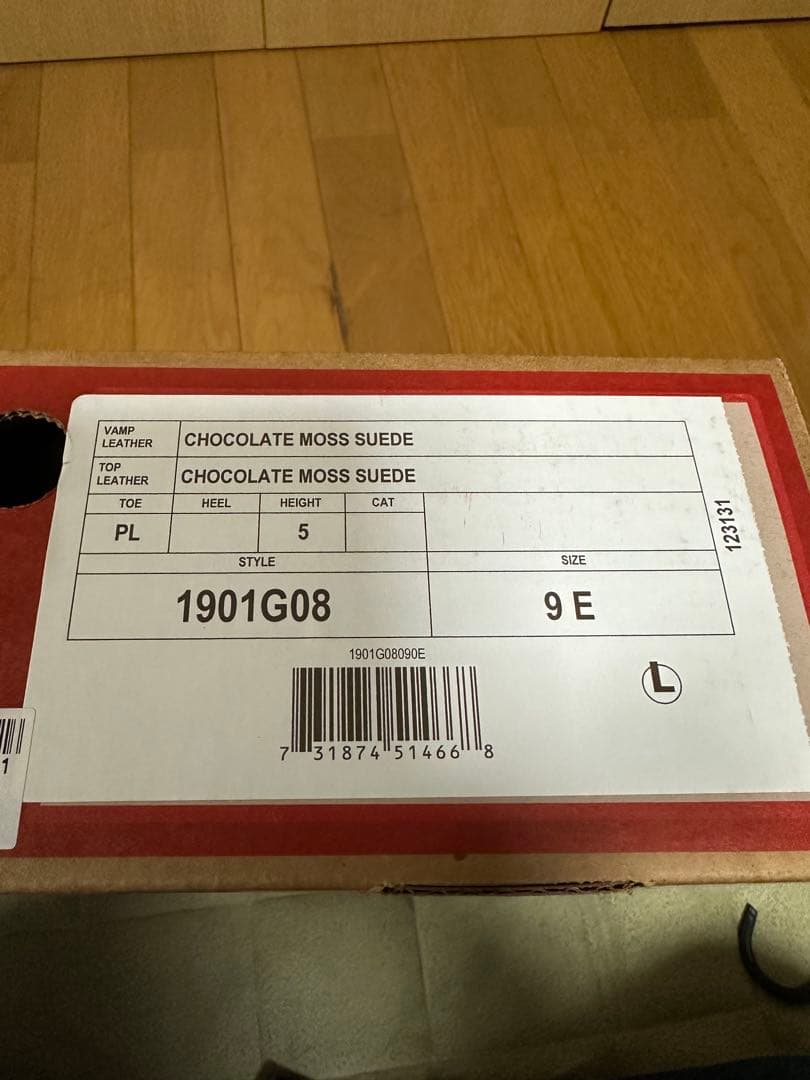 VAMP
LEATHER
CHOCOLATE MOSS SUEDE
TOP
LEATHER
CHOCOLATE MOSS SUEDE
TOE HEEL HEIGHT CAT
PL 5
STYLE SIZE
1901G08 9 E
123131
1901G08090E
L
7 31874 51466 8
1